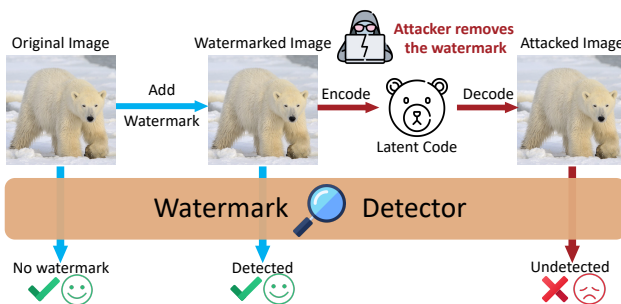 Original Image
Watermarked Image
Attacker removes
the watermark
Attacked Image
Add
Watermark
Encode
Decode
Latent Code
Watermark Detector
No watermark
Detected
Undetected